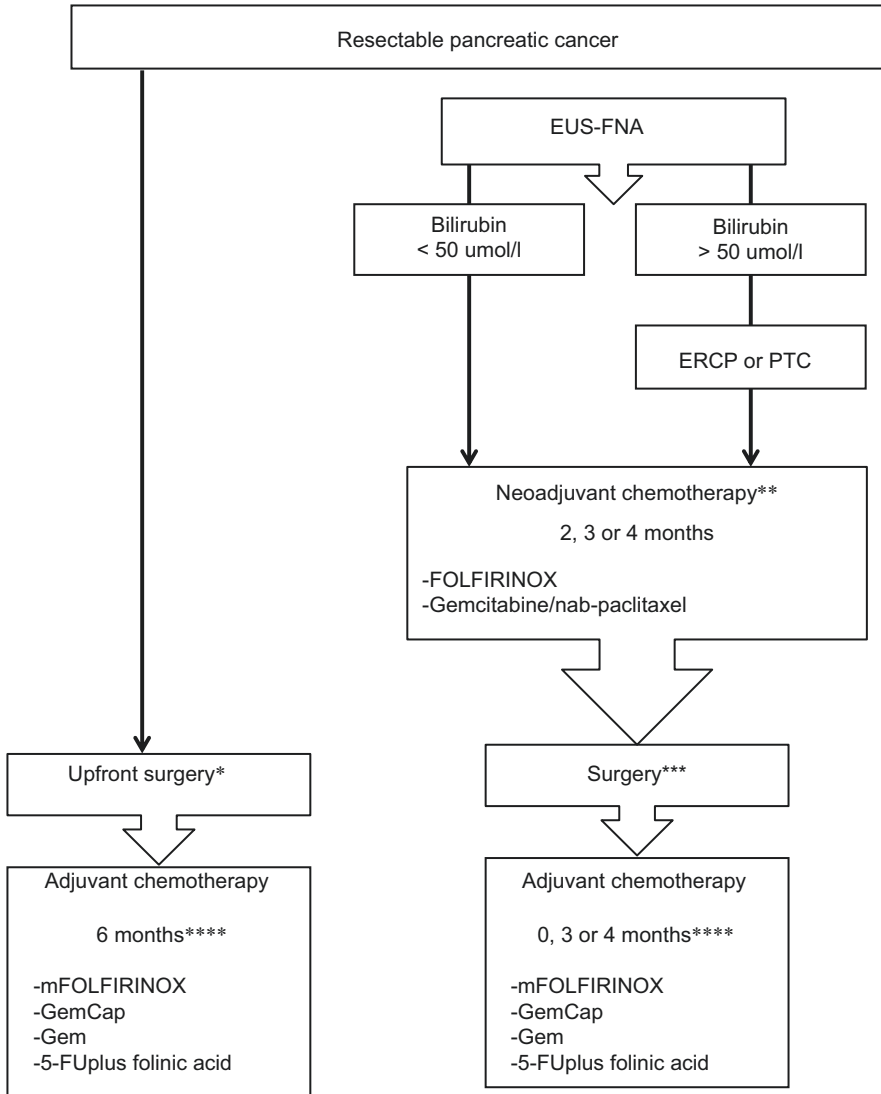 Resectable pancreatic cancer
EUS-FNA
Bilirubin
< 50 umol/l
Bilirubin
> 50 umol/l
ERCP or PTC
Neoadjuvant chemotherapy**
2, 3 or 4 months
-FOLFIRINOX
-Gemcitabine/nab-paclitaxel
Upfront surgery*
Surgery***
Adjuvant chemotherapy
6 months****
-mFOLFIRINOX
-GemCap
-Gem
-5-FUplus folinic acid
Adjuvant chemotherapy
0, 3 or 4 months****
-mFOLFIRINOX
-GemCap
-Gem
-5-FUplus folinic acid